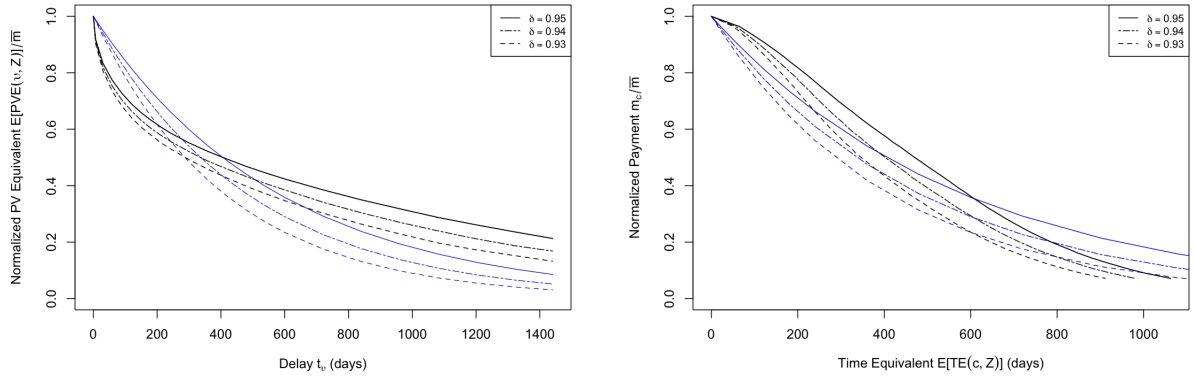 Normalized PV Equivalent E[PVE(υ, Z)]/m̅
1.0
0.8
0.6
0.4
0.2
0.0
δ = 0.95
δ = 0.94
δ = 0.93
0 200 400 600 800 1000 1200 1400
Delay tυ (days)
Normalized Payment mc/m̅
1.0
0.8
0.6
0.4
0.2
0.0
δ = 0.95
δ = 0.94
δ = 0.93
0 200 400 600 800 1000
Time Equivalent E[TE(c, Z)] (days)